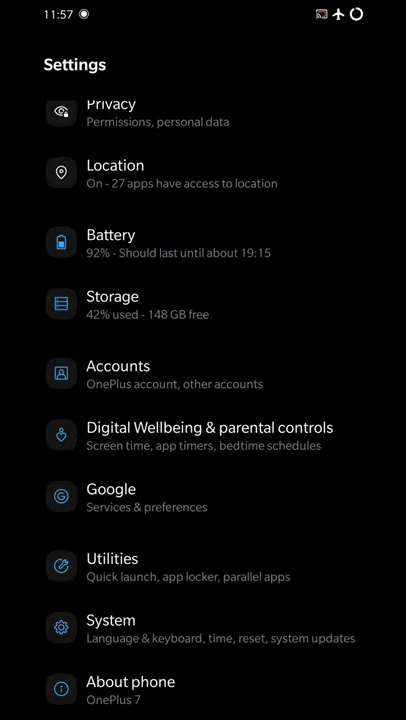 11:57
Settings
Privacy
Permissions, personal data
Location
On - 27 apps have access to location
Battery
92% - Should last until about 19:15
Storage
42% used - 148 GB free
Accounts
OnePlus account, other accounts
Digital Wellbeing & parental controls
Screen time, app timers, bedtime schedules
Google
Services & preferences
Utilities
Quick launch, app locker, parallel apps
System
Language & keyboard, time, reset, system updates
About phone
OnePlus 7